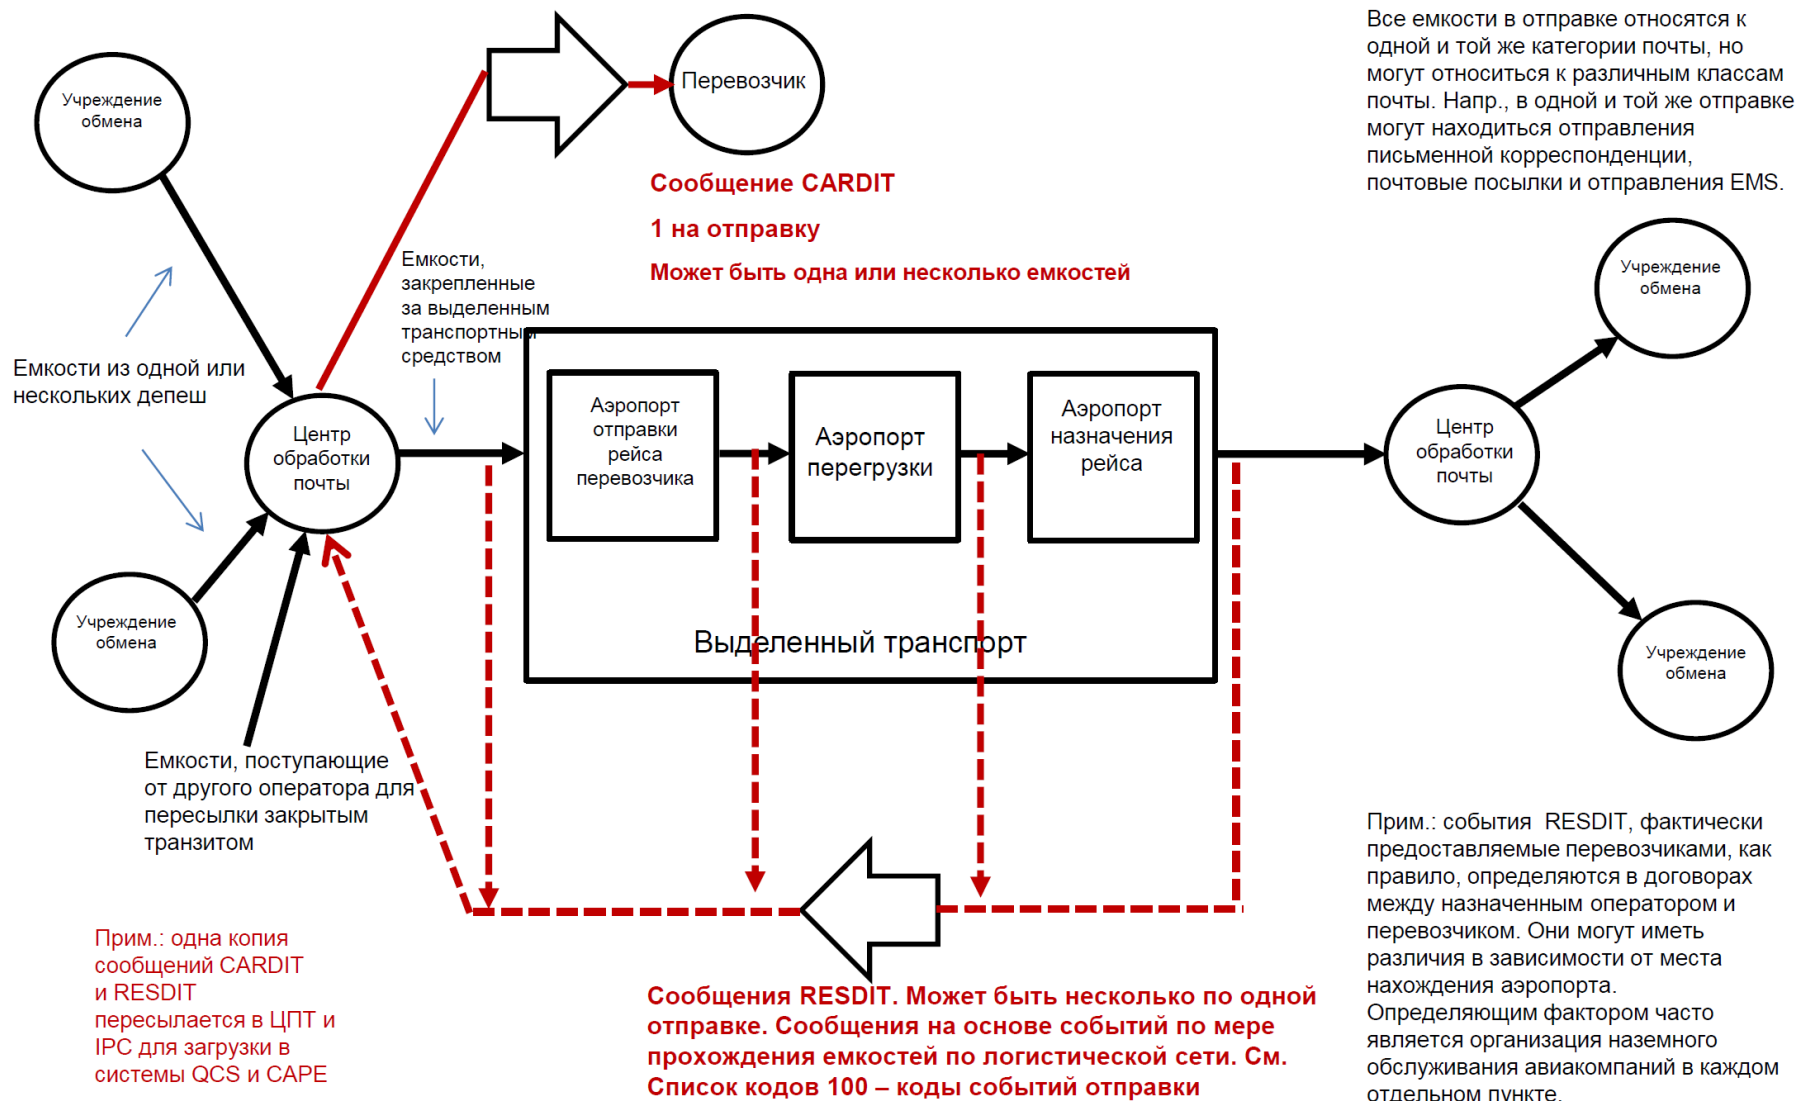 Все емкости в отправке относятся к
одной и той же категории почты, но
могут относиться к различным классам
почты. Напр., в одной и той же отправке
могут находиться отправления
письменной корреспонденции,
почтовые посылки и отправления EMS.
Учреждение
обмена
Перевозчик
Сообщение CARDIT
1 на отправку
Может быть одна или несколько емкостей
Емкости,
закрепленные
за выделенным
транспортным
средством
Учреждение
обмена
Емкости из одной или
нескольких депеш
Центр
обработки
почты
Аэропорт
отправки
рейса
перевозчика
Аэропорт
перегрузки
Аэропорт
назначения
рейса
Центр
обработки
почты
Учреждение
обмена
Выделенный транспорт
Учреждение
обмена
Емкости, поступающие
от другого оператора для
пересылки закрытым
транзитом
Прим.: события  RESDIT, фактически
предоставляемые перевозчиками, как
правило, определяются в договорах
между назначенным оператором и
перевозчиком. Они могут иметь
различия в зависимости от места
нахождения аэропорта.
Определяющим фактором часто
является организация наземного
обслуживания авиакомпаний в каждом
отдельном пункте.
Прим.: одна копия
сообщений CARDIT
и RESDIT
пересылается в ЦПТ и
IPC для загрузки в
системы QCS и CAPE
Сообщения RESDIT. Может быть несколько по одной
отправке. Сообщения на основе событий по мере
прохождения емкостей по логистической сети. См.
Список кодов 100 – коды событий отправки